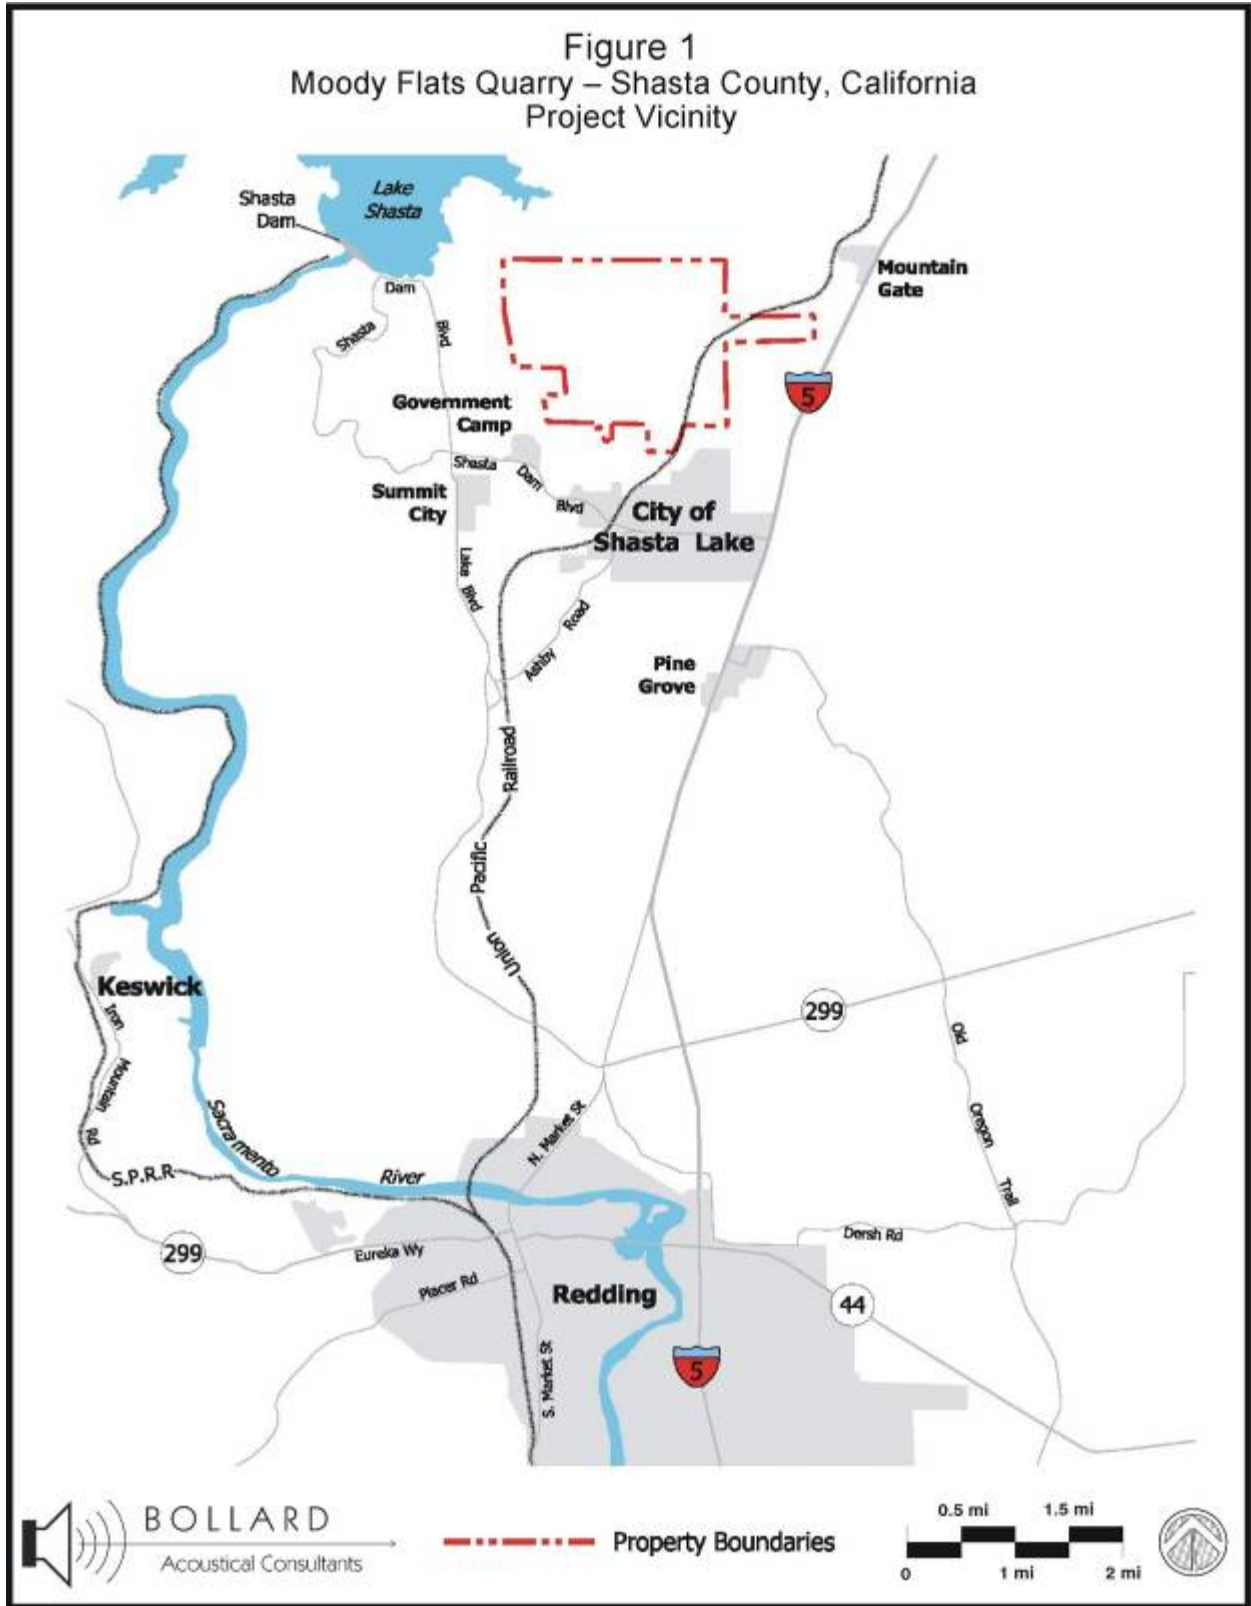 Figure 1
Moody Flats Quarry – Shasta County, California
Project Vicinity
Lake
Shasta
Shasta
Dam
Mountain
Gate
Dam
Shasta
Blvd
5
Government
Camp
Shasta
Dam
Blvd
Summit
City
City of
Shasta Lake
Lake
Blvd
Road
Ashby
Pine
Grove
Railroad
Pacific
Union
Keswick
299
Iron
Mountain
Rd
Old
Oregon
Trail
Sacramento
River
N. Market St
S.P.R.R
299
Eureka Wy
Dersh Rd
Placer Rd
Redding
44
S. Market St
5
BOLLARD
Acoustical Consultants
Property Boundaries
0.5 mi
1.5 mi
0
1 mi
2 mi